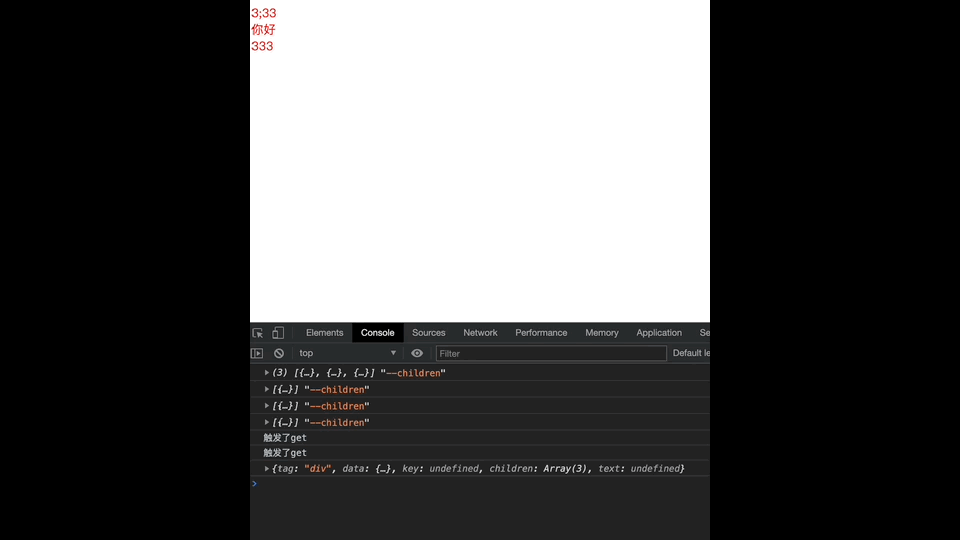 3;33
你好
333
Elements Console Sources Network Performance Memory Application Se
top Filter Default le
(3) [{…}, {…}, {…}] "--children"
[{…}] "--children"
[{…}] "--children"
[{…}] "--children"
触发了get
触发了get
{tag: "div", data: {…}, key: undefined, children: Array(3), text: undefined}